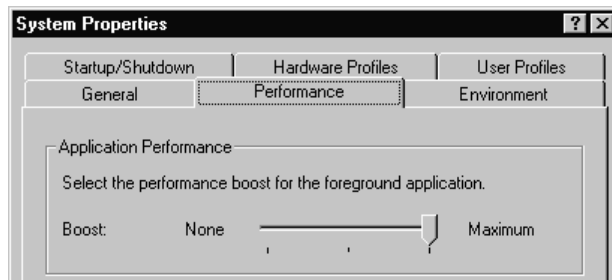 System Properties
Startup/Shutdown Hardware Profiles User Profiles
General Performance Environment
Application Performance
Select the performance boost for the foreground application.
Boost: None Maximum